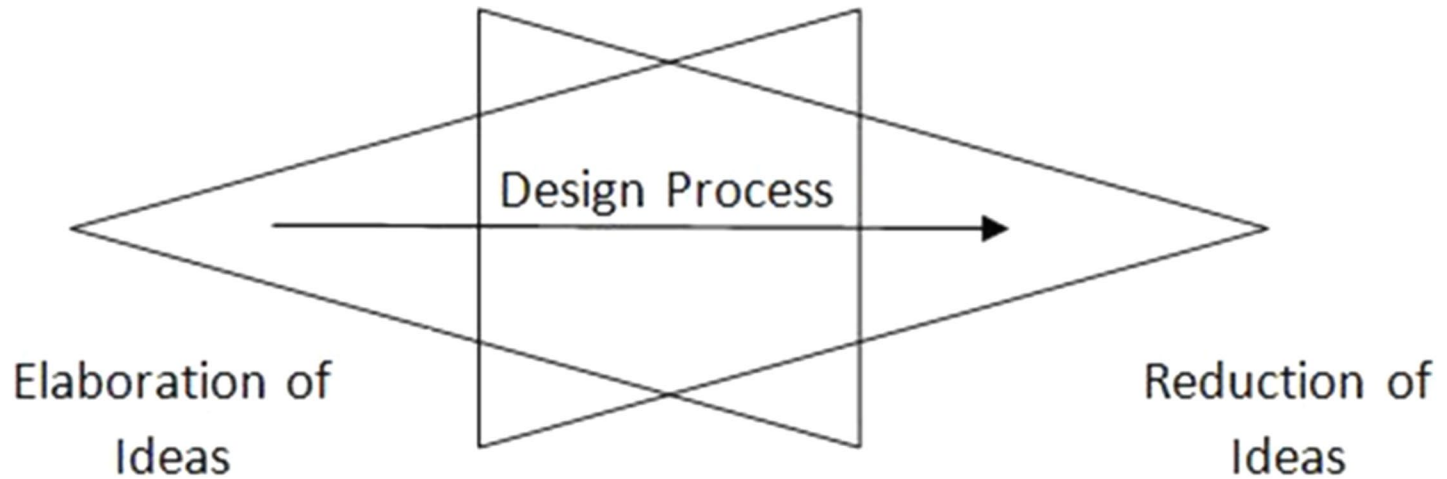 Design Process
Elaboration of
Ideas
Reduction of
Ideas